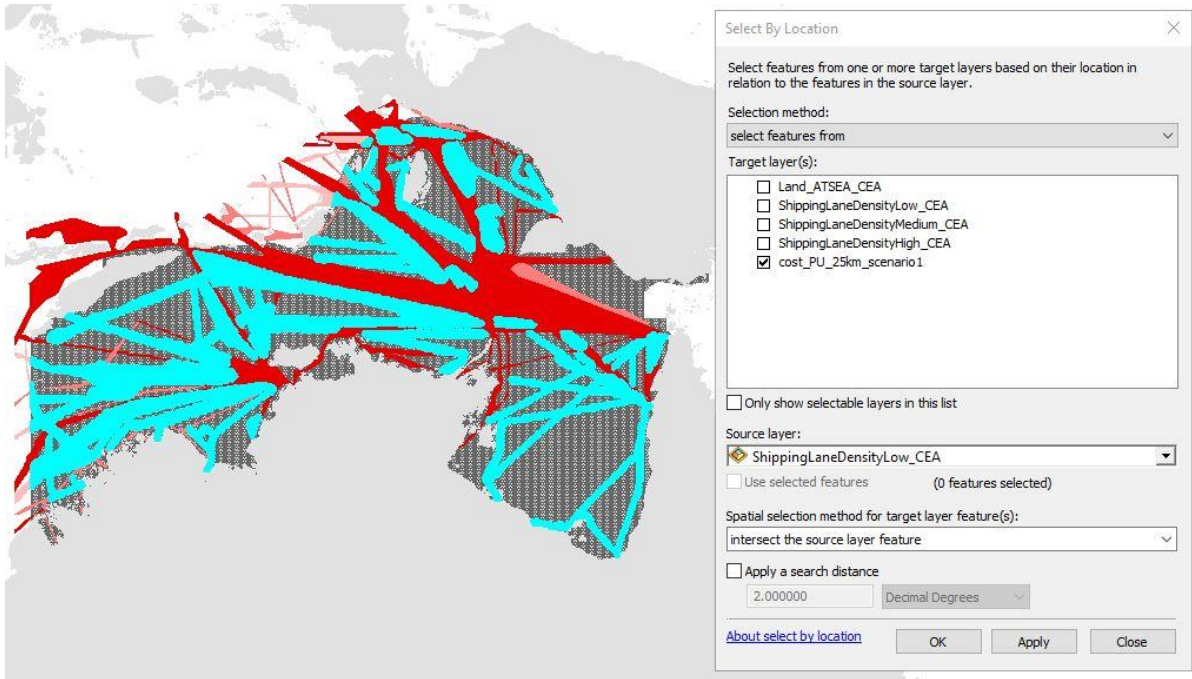 Select By Location
Select features from one or more target layers based on their location in
relation to the features in the source layer.
Selection method:
select features from
Target layer(s):
Land_ATSEA_CEA
ShippingLaneDensityLow_CEA
ShippingLaneDensityMedium_CEA
ShippingLaneDensityHigh_CEA
cost_PU_25km_scenario1
Only show selectable layers in this list
Source layer:
ShippingLaneDensityLow_CEA
Use selected features (0 features selected)
Spatial selection method for target layer feature(s):
intersect the source layer feature
Apply a search distance
2.000000 Decimal Degrees
About select by location OK Apply Close